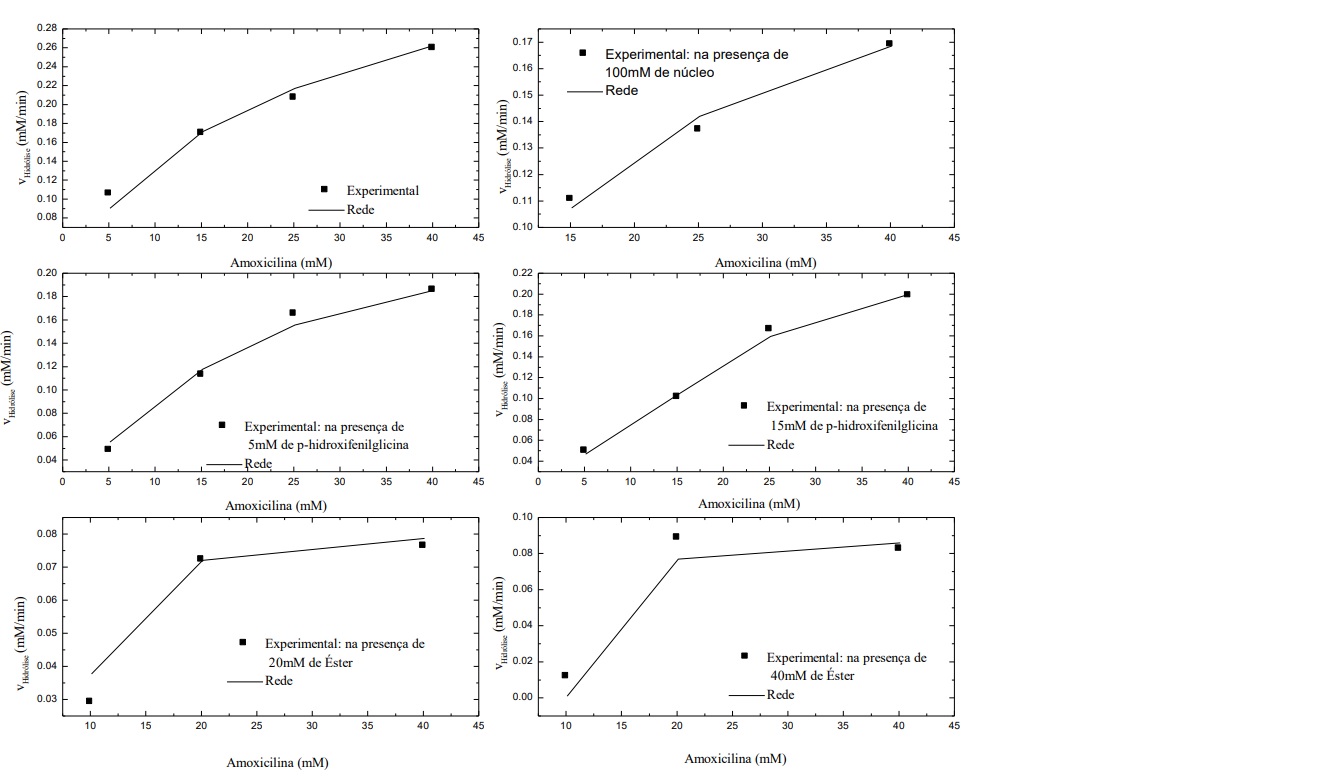 0.28
0.26
0.24
0.22
0.20
0.18
0.16
0.14
0.12
0.10
0.08
vHidrólise (mM/min)
Experimental
Rede
0 5 10 15 20 25 30 35 40 45
Amoxicilina (mM)
0.17
0.16
0.15
0.14
0.13
0.12
0.11
0.10
vHidrólise (mM/min)
Experimental: na presença de
100mM de núcleo
Rede
15 20 25 30 35 40 45
Amoxicilina (mM)
0.20
0.18
0.16
0.14
0.12
0.10
0.08
0.06
0.04
vHidrólise (mM/min)
Experimental: na presença de
5mM de p-hidroxifenilglicina
Rede
0 5 10 15 20 25 30 35 40 45
Amoxicilina (mM)
0.22
0.20
0.18
0.16
0.14
0.12
0.10
0.08
0.06
0.04
vHidrólise (mM/min)
Experimental: na presença de
15mM de p-hidroxifenilglicina
Rede
0 5 10 15 20 25 30 35 40 45
Amoxicilina (mM)
0.08
0.07
0.06
0.05
0.04
0.03
vHidrólise (mM/min)
Experimental: na presença de
20mM de Éster
Rede
10 15 20 25 30 35 40 45
Amoxicilina (mM)
0.10
0.08
0.06
0.04
0.02
0.00
vHidrólise (mM/min)
Experimental: na presença de
40mM de Éster
Rede
10 15 20 25 30 35 40 45
Amoxicilina (mM)